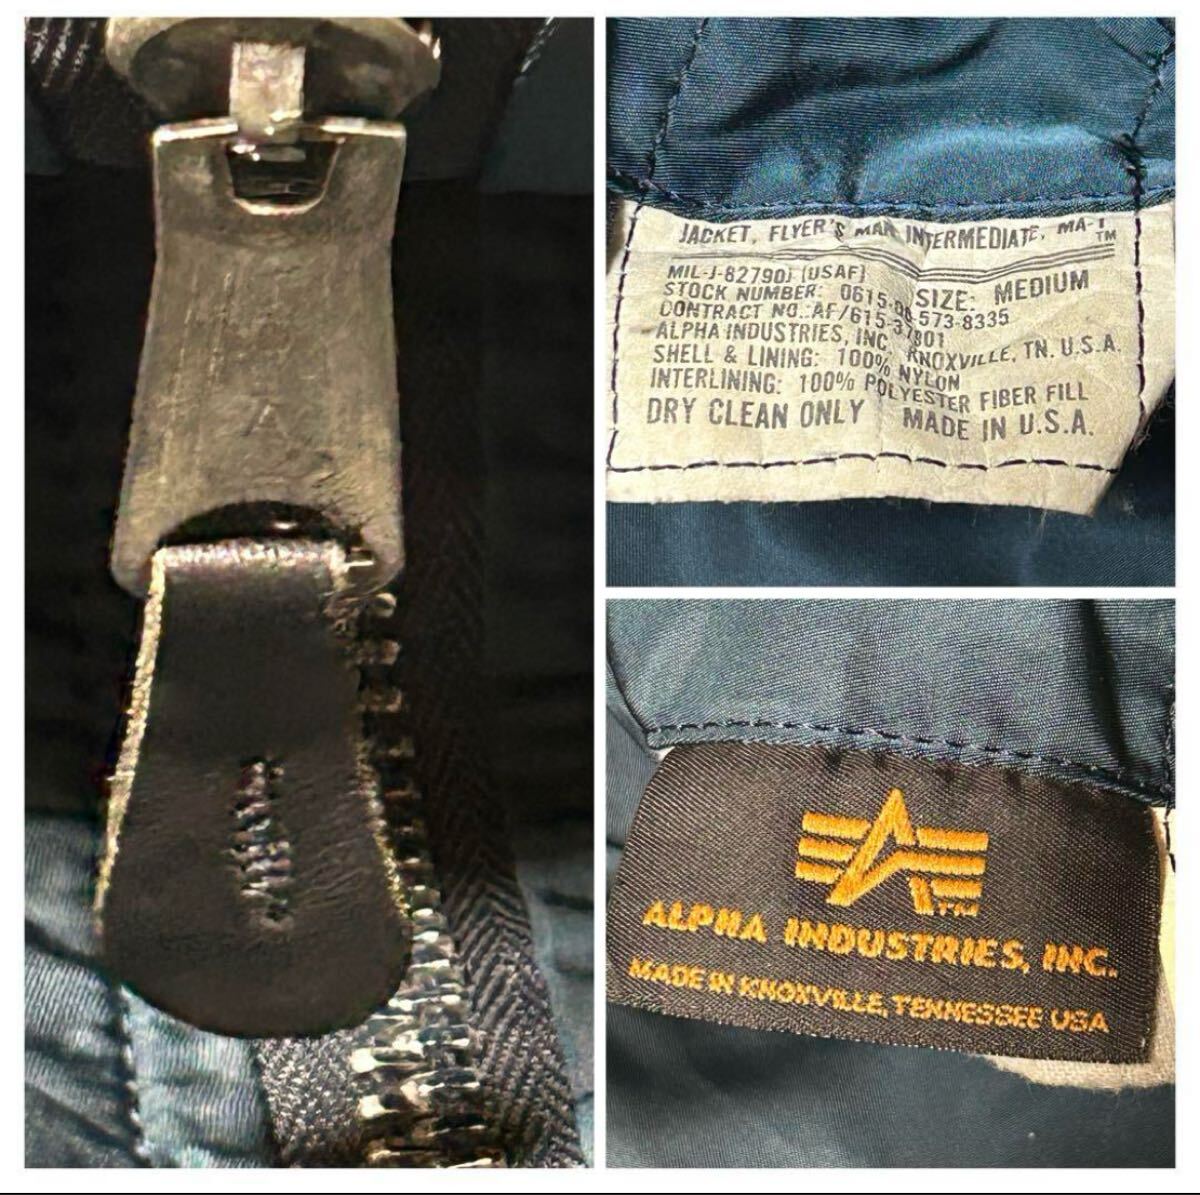 JACKET, FLYER'S MAN INTERMEDIATE, MA-1 ™
MIL-J-82790J (USAF)
SIZE: MEDIUM
STOCK NUMBER: 0615-00-573-8335
CONTRACT NO.:AF/615-37801
ALPHA INDUSTRIES, INC. KNOXVILLE, TN. U.S.A.
SHELL & LINING: 100% NYLON
INTERLINING: 100% POLYESTER FIBER FILL
DRY CLEAN ONLY MADE IN U.S.A.
TM
ALPHA INDUSTRIES, INC.
MADE IN KNOXVILLE, TENNESSEE USA